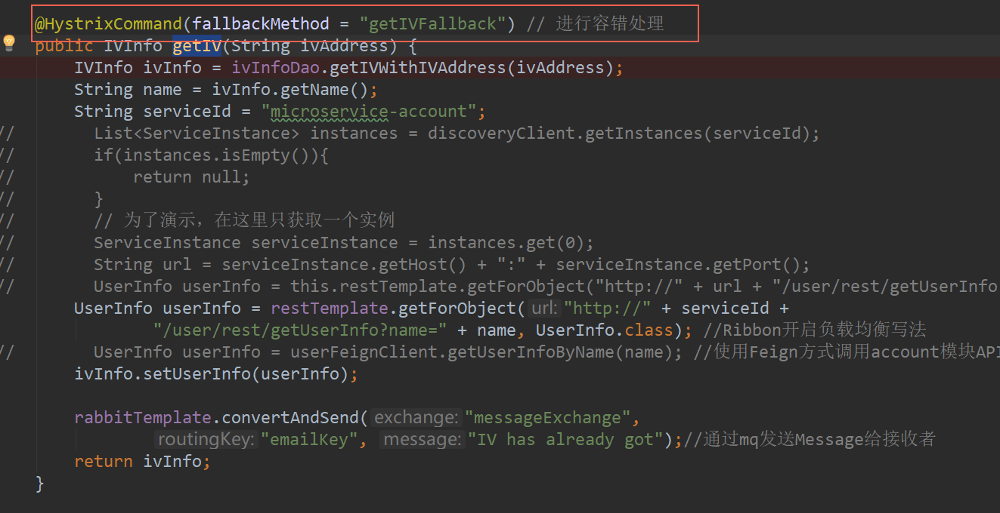 @HystrixCommand(fallbackMethod = "getIVFallback") // 进行容错处理
public IVInfo getIV(String ivAddress) {
IVInfo ivInfo = ivInfoDao.getIVWithIVAddress(ivAddress);
String name = ivInfo.getName();
String serviceId = "microservice-account";
// List<ServiceInstance> instances = discoveryClient.getInstances(serviceId);
// if(instances.isEmpty()){
// return null;
// }
// // 为了演示，在这里只获取一个实例
// ServiceInstance serviceInstance = instances.get(0);
// String url = serviceInstance.getHost() + ":" + serviceInstance.getPort();
// UserInfo userInfo = this.restTemplate.getForObject("http://" + url + "/user/rest/getUserInfo
UserInfo userInfo = restTemplate.getForObject( url: "http://" + serviceId +
"/user/rest/getUserInfo?name=" + name, UserInfo.class); //Ribbon开启负载均衡写法
// UserInfo userInfo = userFeignClient.getUserInfoByName(name); //使用Feign方式调用account模块API
ivInfo.setUserInfo(userInfo);
rabbitTemplate.convertAndSend( exchange: "messageExchange",
routingKey: "emailKey", message: "IV has already got");//通过mq发送Message给接收者
return ivInfo;
}